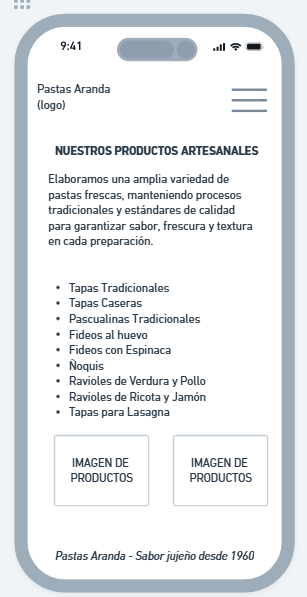 9:41
Pastas Aranda
(logo)
NUESTROS PRODUCTOS ARTESANALES
Elaboramos una amplia variedad de
pastas frescas, manteniendo procesos
tradicionales y estándares de calidad
para garantizar sabor, frescura y textura
en cada preparación.
• Tapas Tradicionales
• Tapas Caseras
• Pascualinas Tradicionales
• Fideos al huevo
• Fideos con Espinaca
• Ñoquis
• Ravioles de Verdura y Pollo
• Ravioles de Ricota y Jamón
• Tapas para Lasagna
IMAGEN DE
PRODUCTOS
IMAGEN DE
PRODUCTOS
Pastas Aranda - Sabor jujeño desde 1960